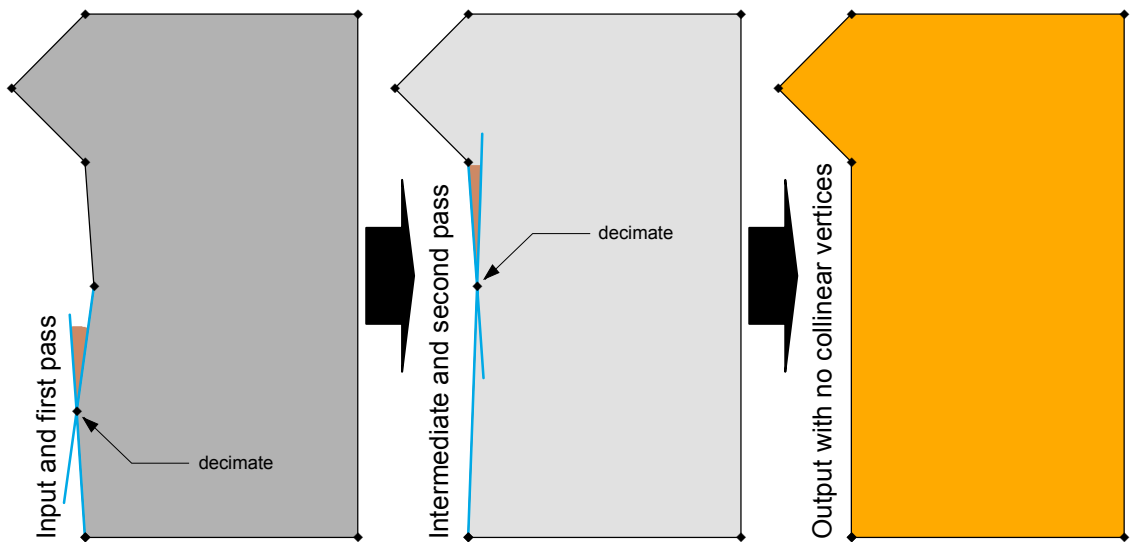 Input and first pass
decimate
Intermediate and second pass
decimate
Output with no collinear vertices